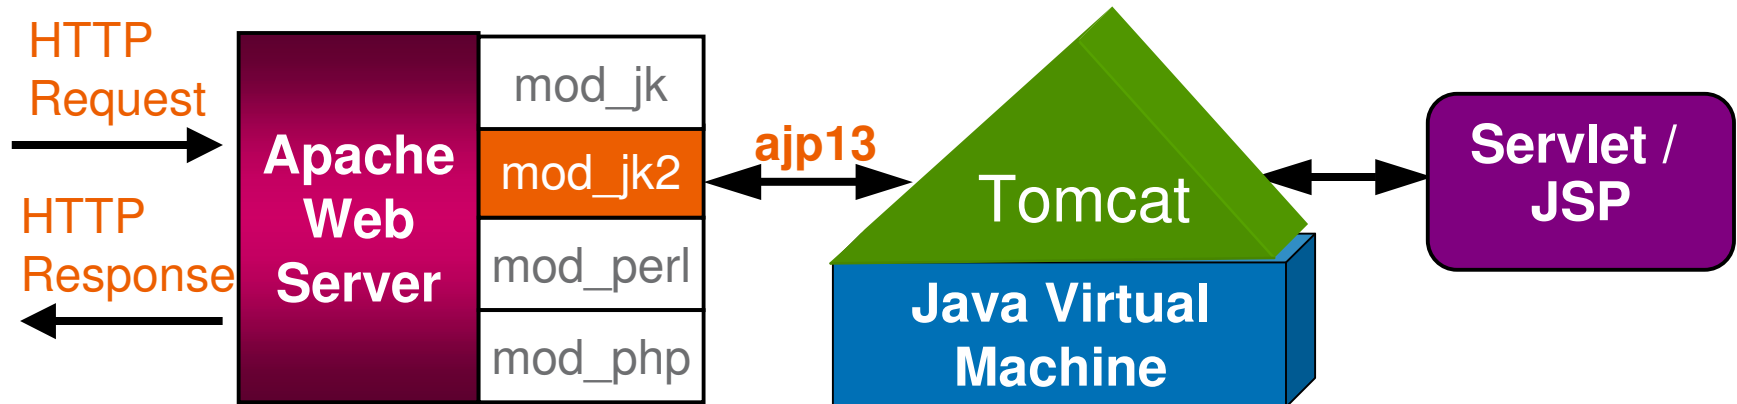 HTTP
Request
HTTP
Response
Apache
Web
Server
mod_jk
mod_jk2
mod_perl
mod_php
ajp13
Tomcat
Java Virtual
Machine
Servlet /
JSP